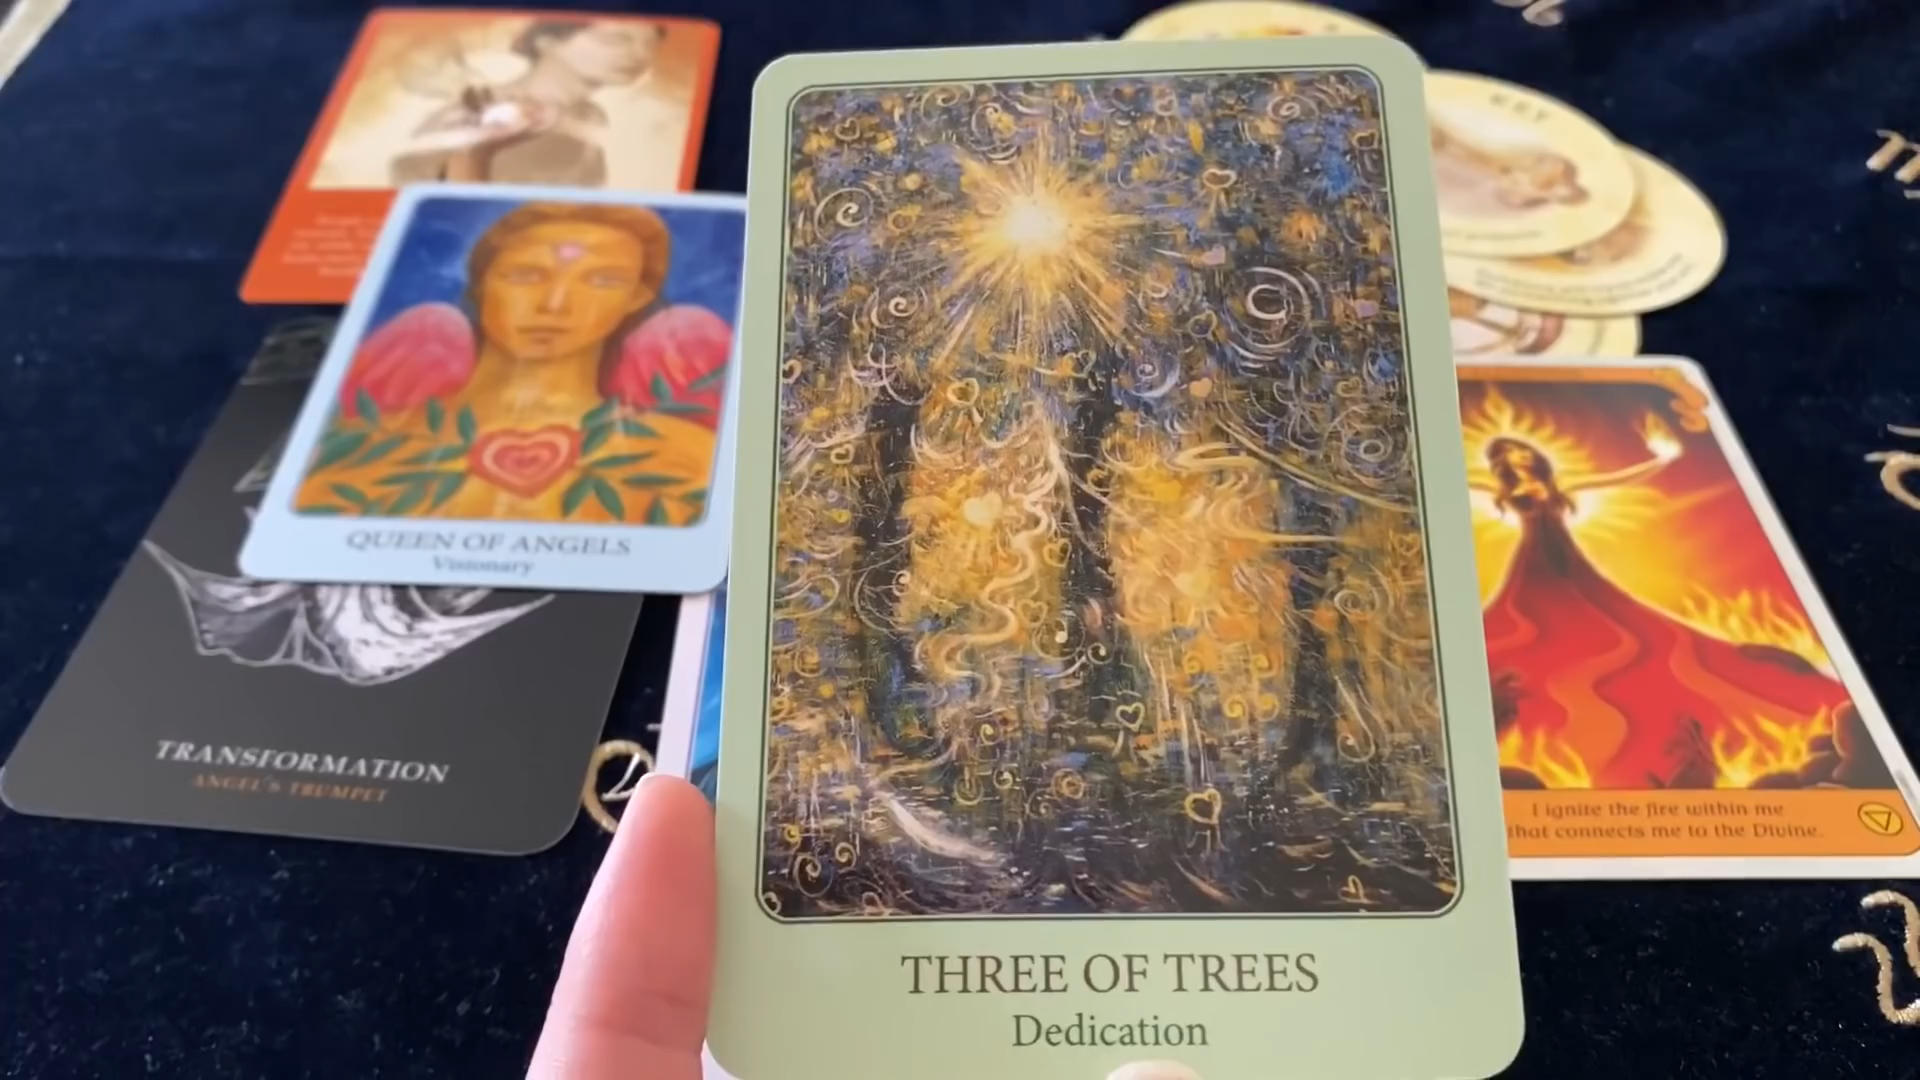 KEY
QUEEN OF ANGELS
Visionary
TRANSFORMATION
ANGEL'S TRUMPET
THREE OF TREES
Dedication
I ignite the fire within me
that connects me to the Divine.